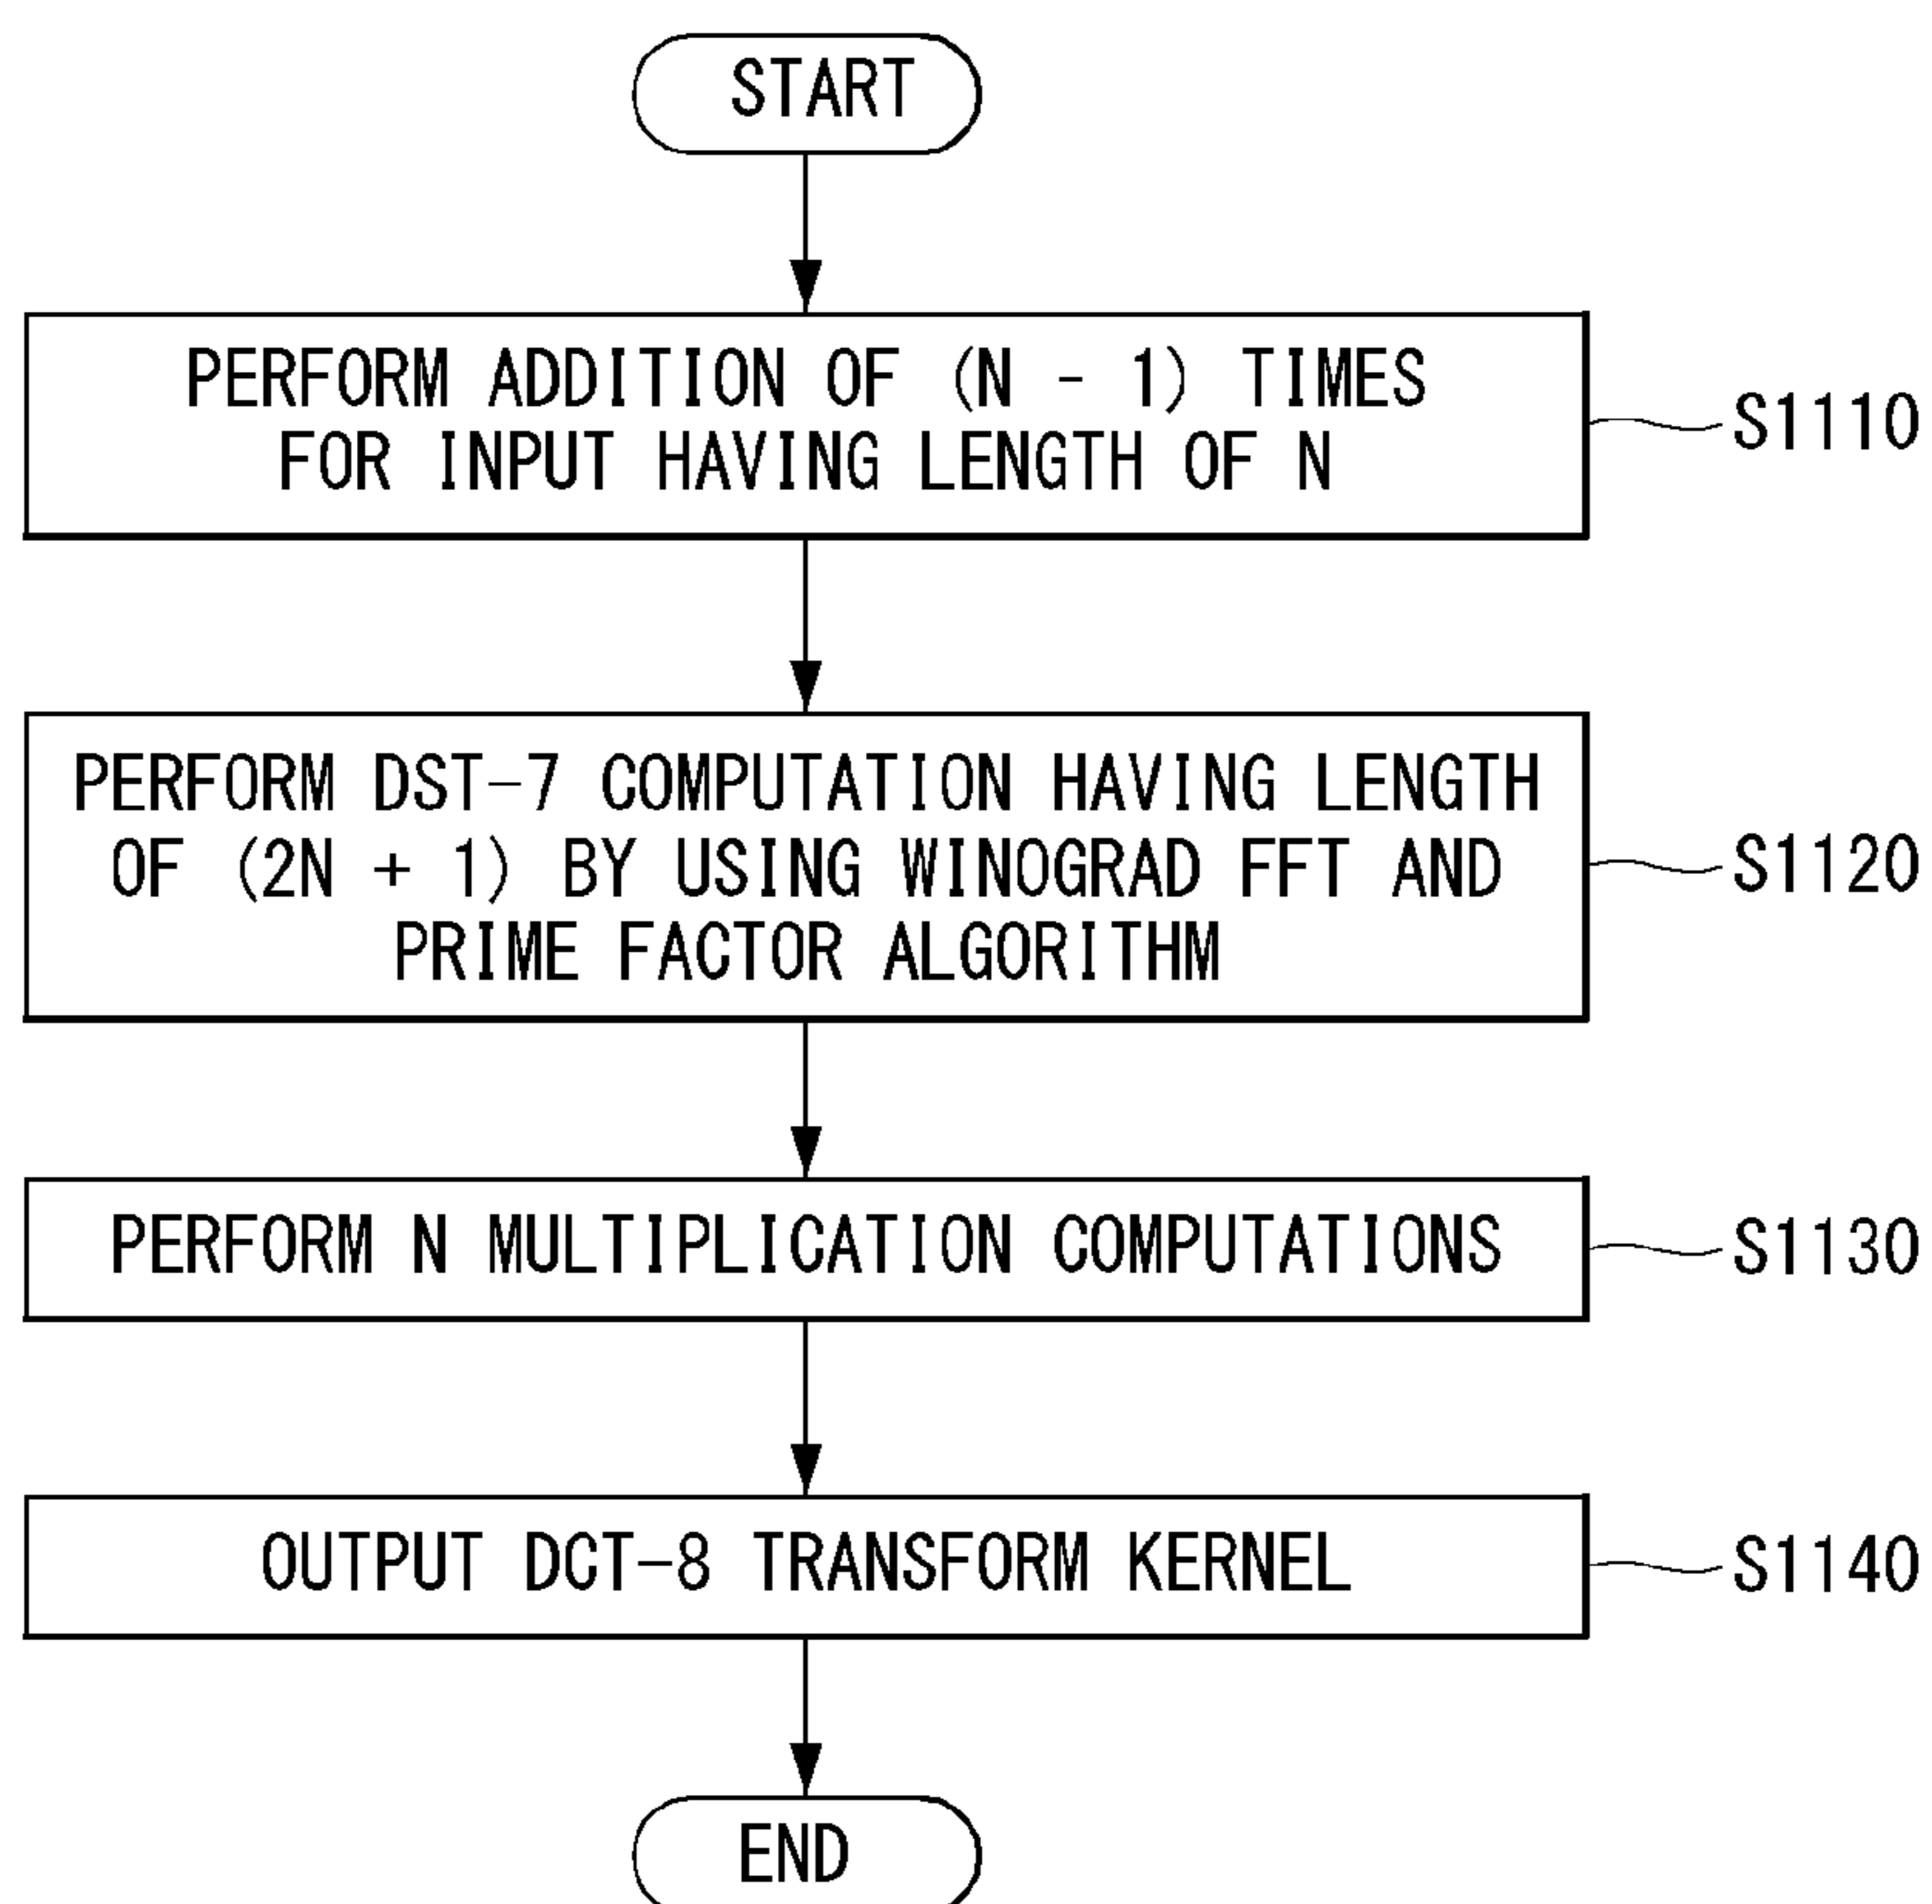 START
PERFORM ADDITION OF (N - 1) TIMES
FOR INPUT HAVING LENGTH OF N
S1110
PERFORM DST-7 COMPUTATION HAVING LENGTH
OF (2N + 1) BY USING WINOGRAD FFT AND
PRIME FACTOR ALGORITHM
S1120
PERFORM N MULTIPLICATION COMPUTATIONS
S1130
OUTPUT DCT-8 TRANSFORM KERNEL
S1140
END